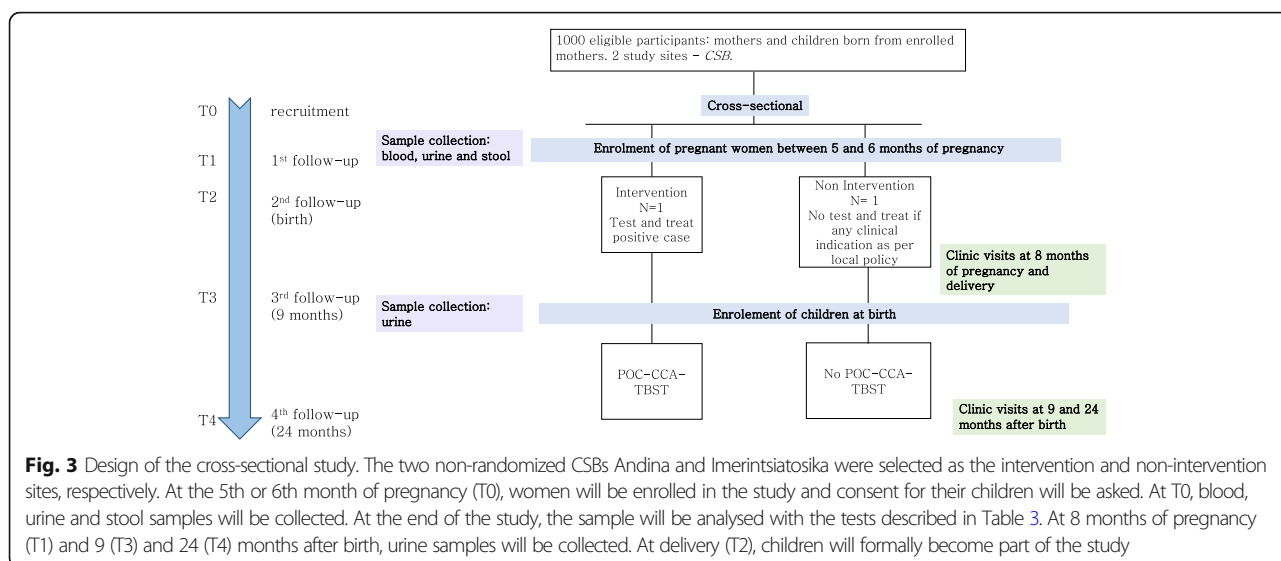 1000 eligible participants: mothers and children born from enrolled
mothers. 2 study sites – CSB.
Cross-sectional
T0
recruitment
Sample collection:
blood, urine and stool
Enrolment of pregnant women between 5 and 6 months of pregnancy
T1
1st follow-up
T2
2nd follow-up
(birth)
Intervention
N=1
Test and treat
positive case
Non Intervention
N= 1
No test and treat if
any clinical
indication as per
local policy
Clinic visits at 8 months
of pregnancy and
delivery
T3
3rd follow-up
(9 months)
Sample collection:
urine
Enrolement of children at birth
POC-CCA-
TBST
No POC-CCA-
TBST
T4
4th follow-up
(24 months)
Clinic visits at 9 and 24
months after birth
Fig. 3 Design of the cross-sectional study. The two non-randomized CSBs Andina and Imerintsiatosika were selected as the intervention and non-intervention
sites, respectively. At the 5th or 6th month of pregnancy (T0), women will be enrolled in the study and consent for their children will be asked. At T0, blood,
urine and stool samples will be collected. At the end of the study, the sample will be analysed with the tests described in Table 3. At 8 months of pregnancy
(T1) and 9 (T3) and 24 (T4) months after birth, urine samples will be collected. At delivery (T2), children will formally become part of the study